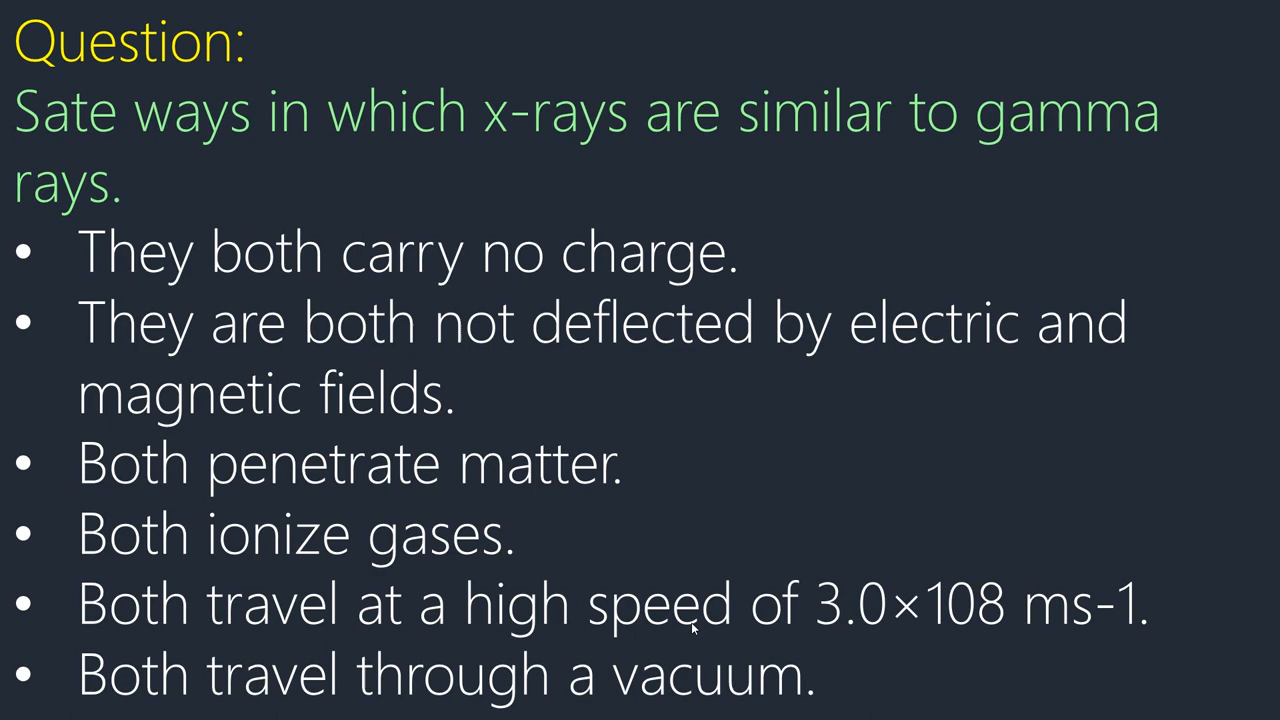 Question:
Sate ways in which x-rays are similar to gamma
rays.
• They both carry no charge.
• They are both not deflected by electric and
magnetic fields.
• Both penetrate matter.
• Both ionize gases.
• Both travel at a high speed of 3.0×108 ms-1.
• Both travel through a vacuum.